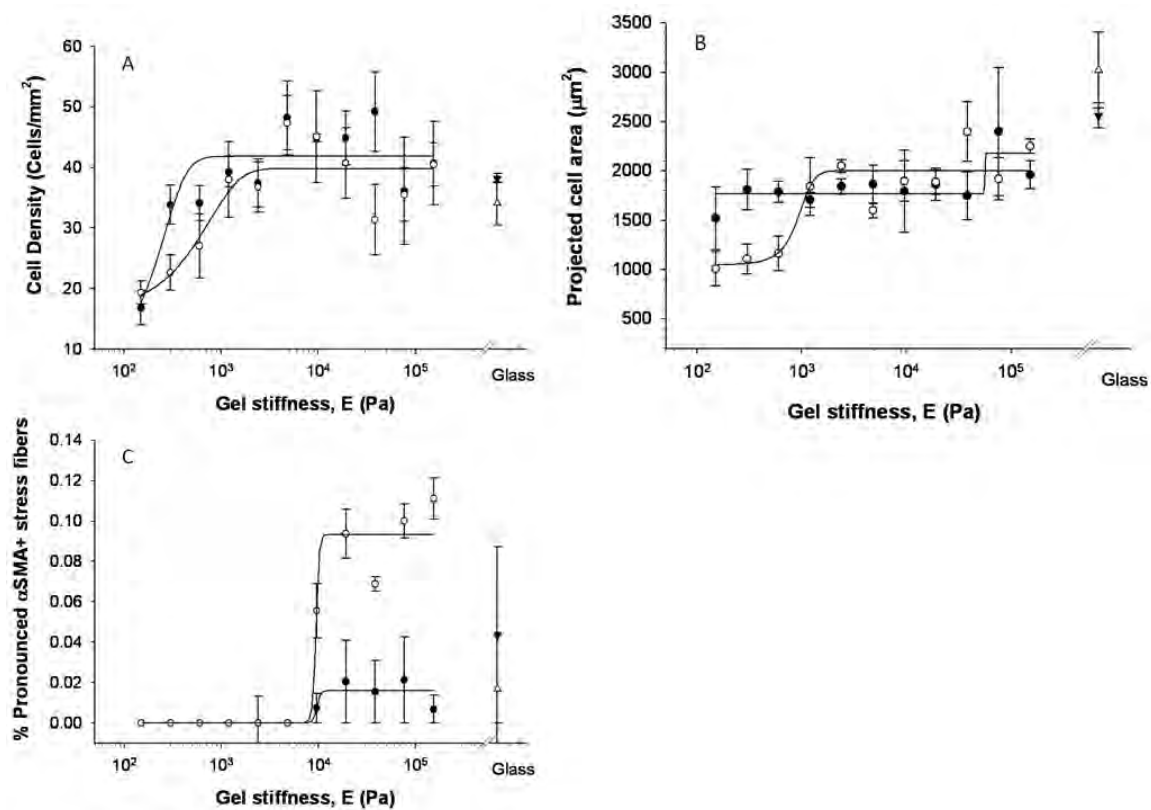 A
60
50
40
30
20
10
Cell Density (Cells/mm²)
10² 10³ 10⁴ 10⁵ Glass
Gel stiffness, E (Pa)
B
3500
3000
2500
2000
1500
1000
500
Projected cell area (µm²)
10² 10³ 10⁴ 10⁵ Glass
Gel stiffness, E (Pa)
C
0.14
0.12
0.10
0.08
0.06
0.04
0.02
0.00
% Pronounced αSMA+ stress fibers
10² 10³ 10⁴ 10⁵ Glass
Gel stiffness, E (Pa)